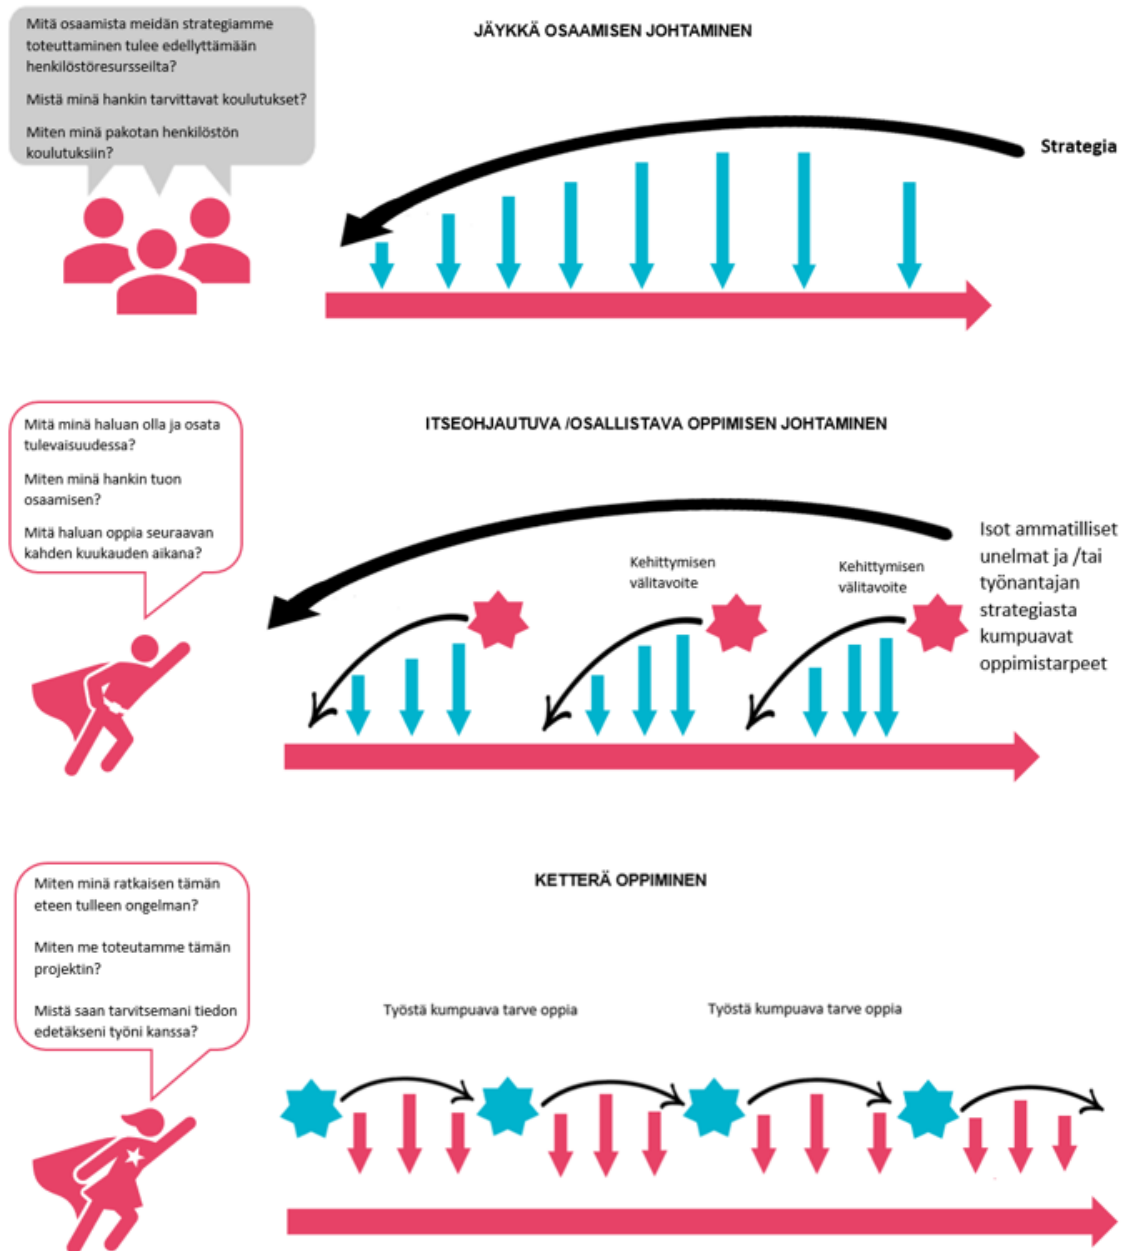 Mitä osaamista meidän strategiamme
toteuttaminen tulee edellyttämään
henkilöstöresursseilta?
Mistä minä hankin tarvittavat koulutukset?
Miten minä pakotan henkilöstön
koulutuksiin?
JÄYKKÄ OSAAMISEN JOHTAMINEN
Strategia
Mitä minä haluan olla ja osata
tulevaisuudessa?
Miten minä hankin tuon
osaamisen?
Mitä haluan oppia seuraavan
kahden kuukauden aikana?
ITSEOHJAUTUVA /OSALLISTAVA OPPIMISEN JOHTAMINEN
Kehittymisen
välitavoite
Kehittymisen
välitavoite
Isot ammatilliset
unelmat ja /tai
työnantajan
strategiasta
kumpuavat
oppimistarpeet
Miten minä ratkaisen tämän
eteen tulleen ongelman?
Miten me toteutamme tämän
projektin?
Mistä saan tarvitsemani tiedon
edetäkseni työni kanssa?
KETTERÄ OPPIMINEN
Työstä kumpuava tarve oppia
Työstä kumpuava tarve oppia